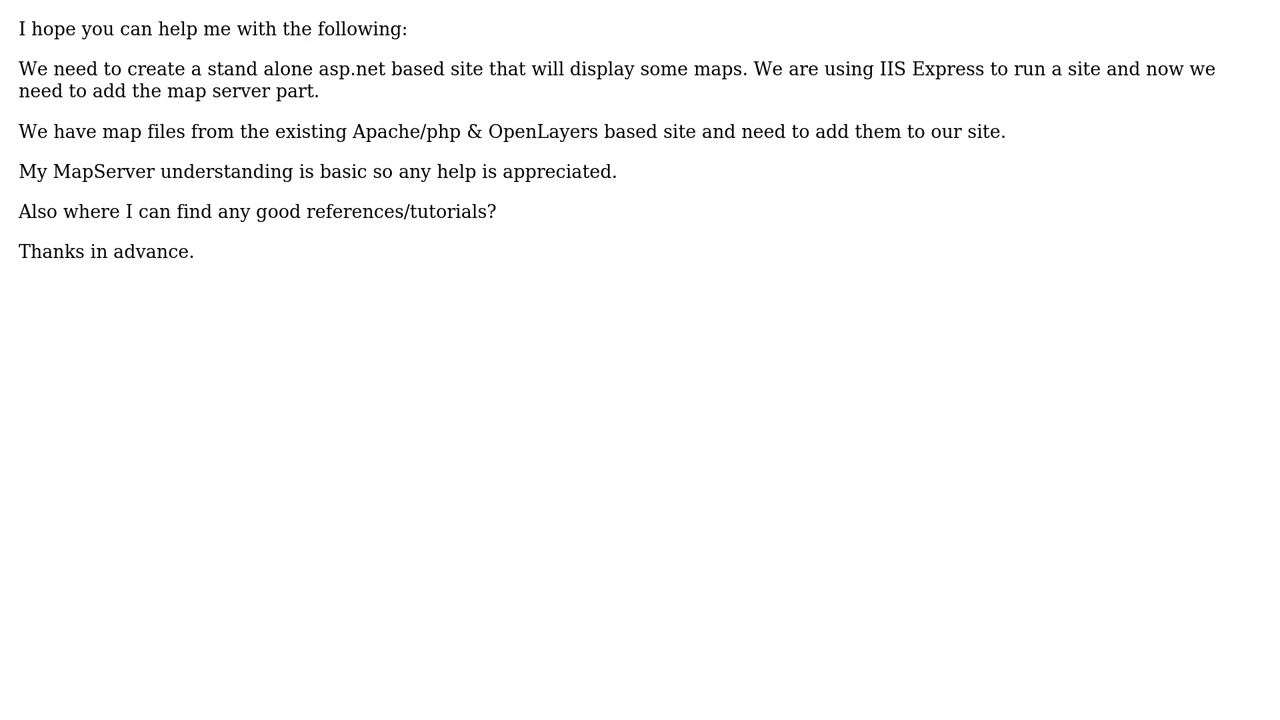 I hope you can help me with the following:
We need to create a stand alone asp.net based site that will display some maps. We are using IIS Express to run a site and now we
need to add the map server part.
We have map files from the existing Apache/php & OpenLayers based site and need to add them to our site.
My MapServer understanding is basic so any help is appreciated.
Also where I can find any good references/tutorials?
Thanks in advance.